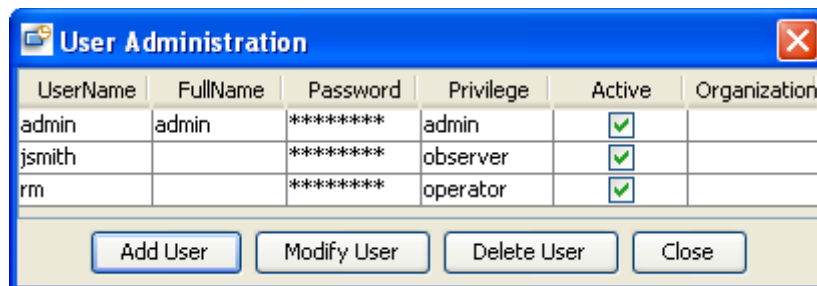 User Administration
UserName FullName Password Privilege Active Organization
admin admin ******** admin
jsmith ******** observer
rm ******** operator
Add User Modify User Delete User Close